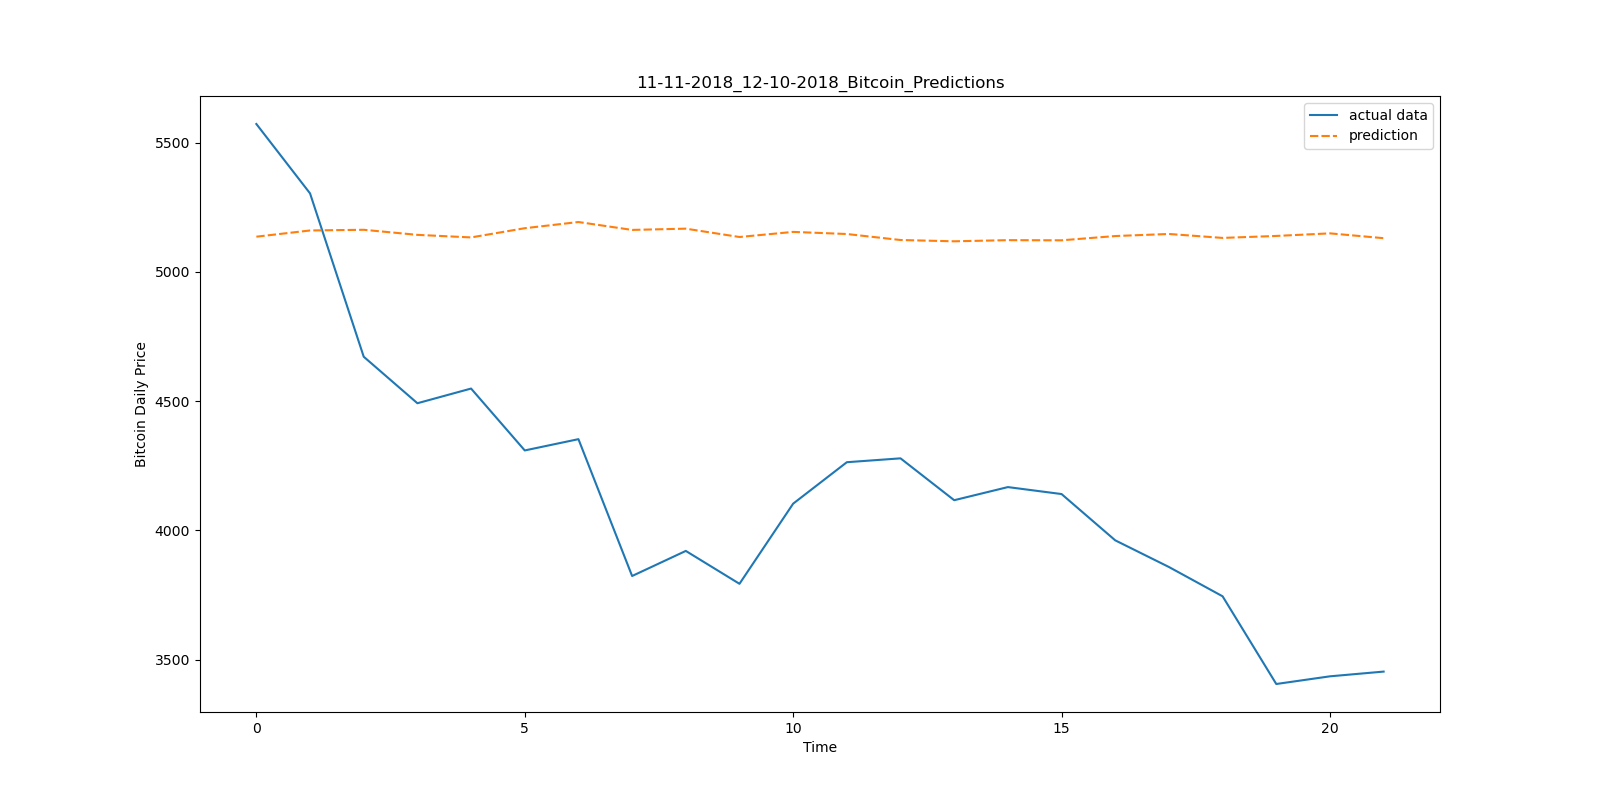 11-11-2018_12-10-2018_Bitcoin_Predictions
actual data
prediction
Bitcoin Daily Price
5500
5000
4500
4000
3500
0 5 10 15 20
Time